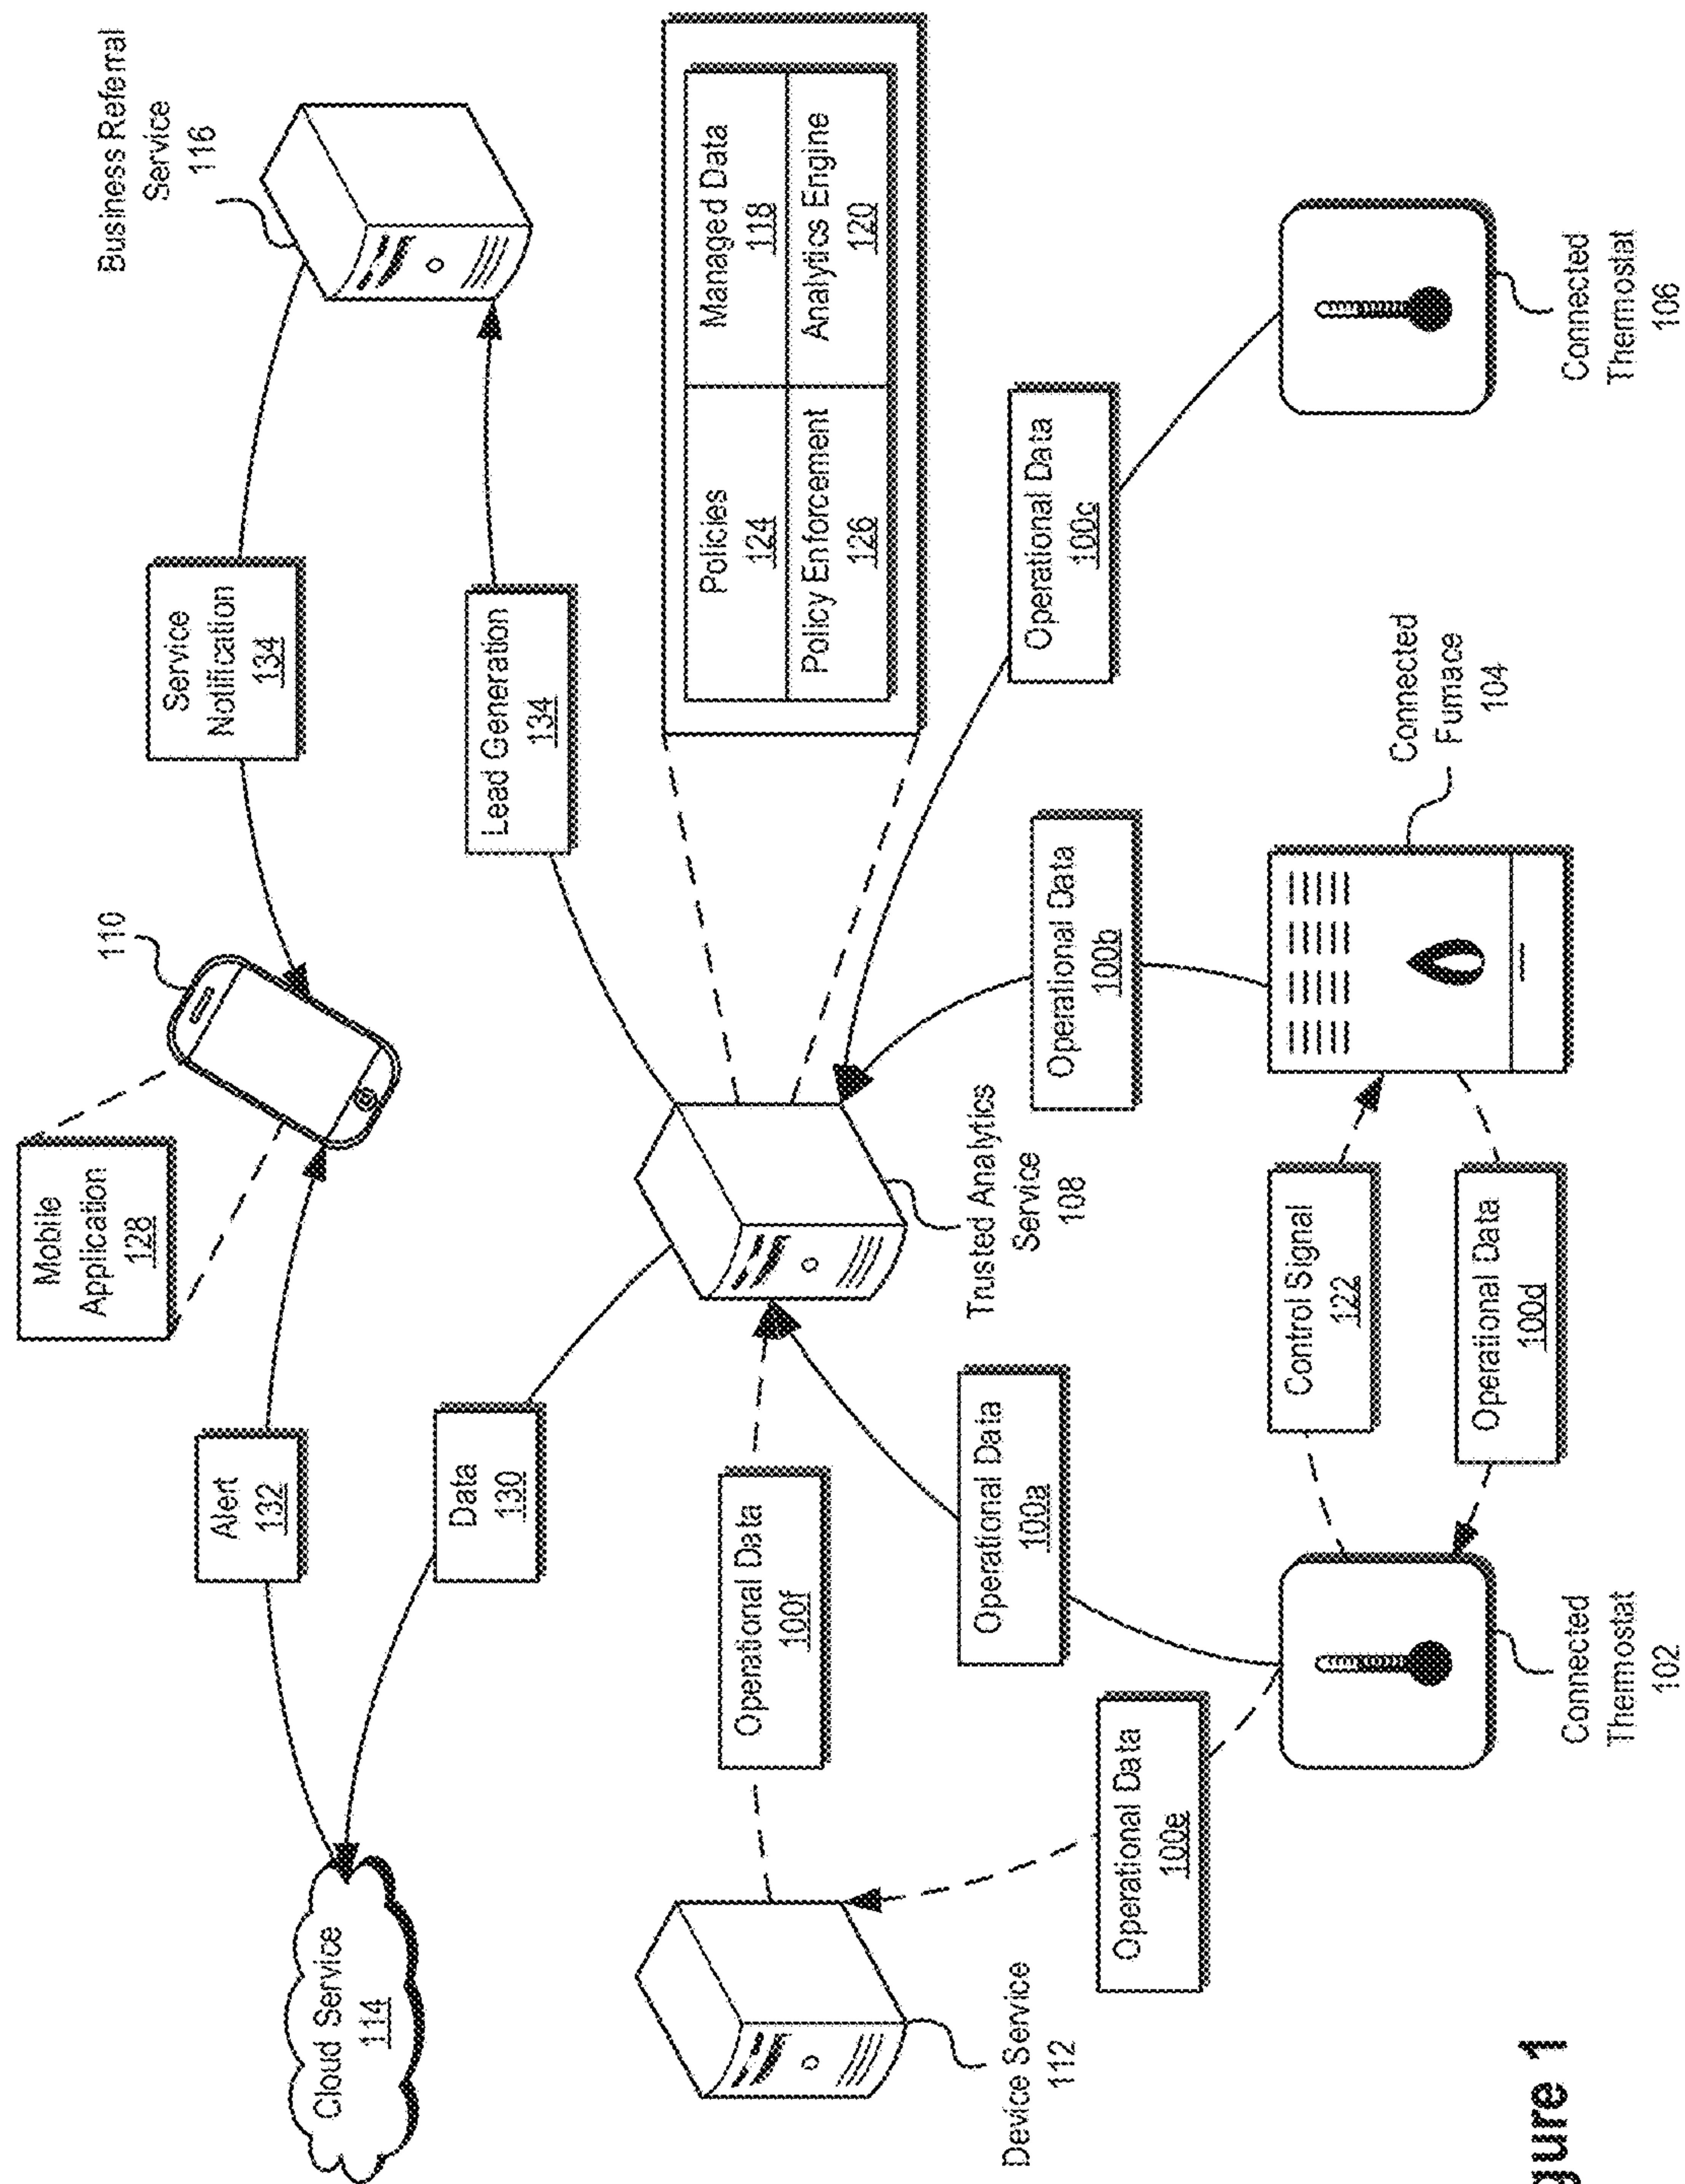 Cloud Service
114
Alert
132
Mobile
Application
128
110
Service
Notification
134
Business Referral
Service
116
Data
130
Lead Generation
134
Device Service
112
Operational Data
100f
Trusted Analytics
Service
108
Policies
124
Managed Data
118
Policy Enforcement
126
Analytics Engine
120
Operational Data
100e
Operational Data
100a
Operational Data
100b
Operational Data
100c
Connected
Thermostat
102
Control Signal
122
Operational Data
100d
Connected
Furnace
104
Connected
Thermostat
106
gure 1